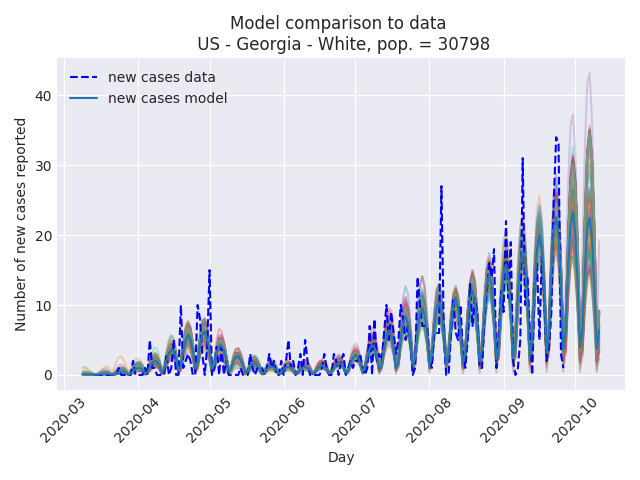 Model comparison to data
US - Georgia - White, pop. = 30798
new cases data
new cases model
Number of new cases reported
40
30
20
10
0
2020-03
2020-04
2020-05
2020-06
2020-07
2020-08
2020-09
2020-10
Day